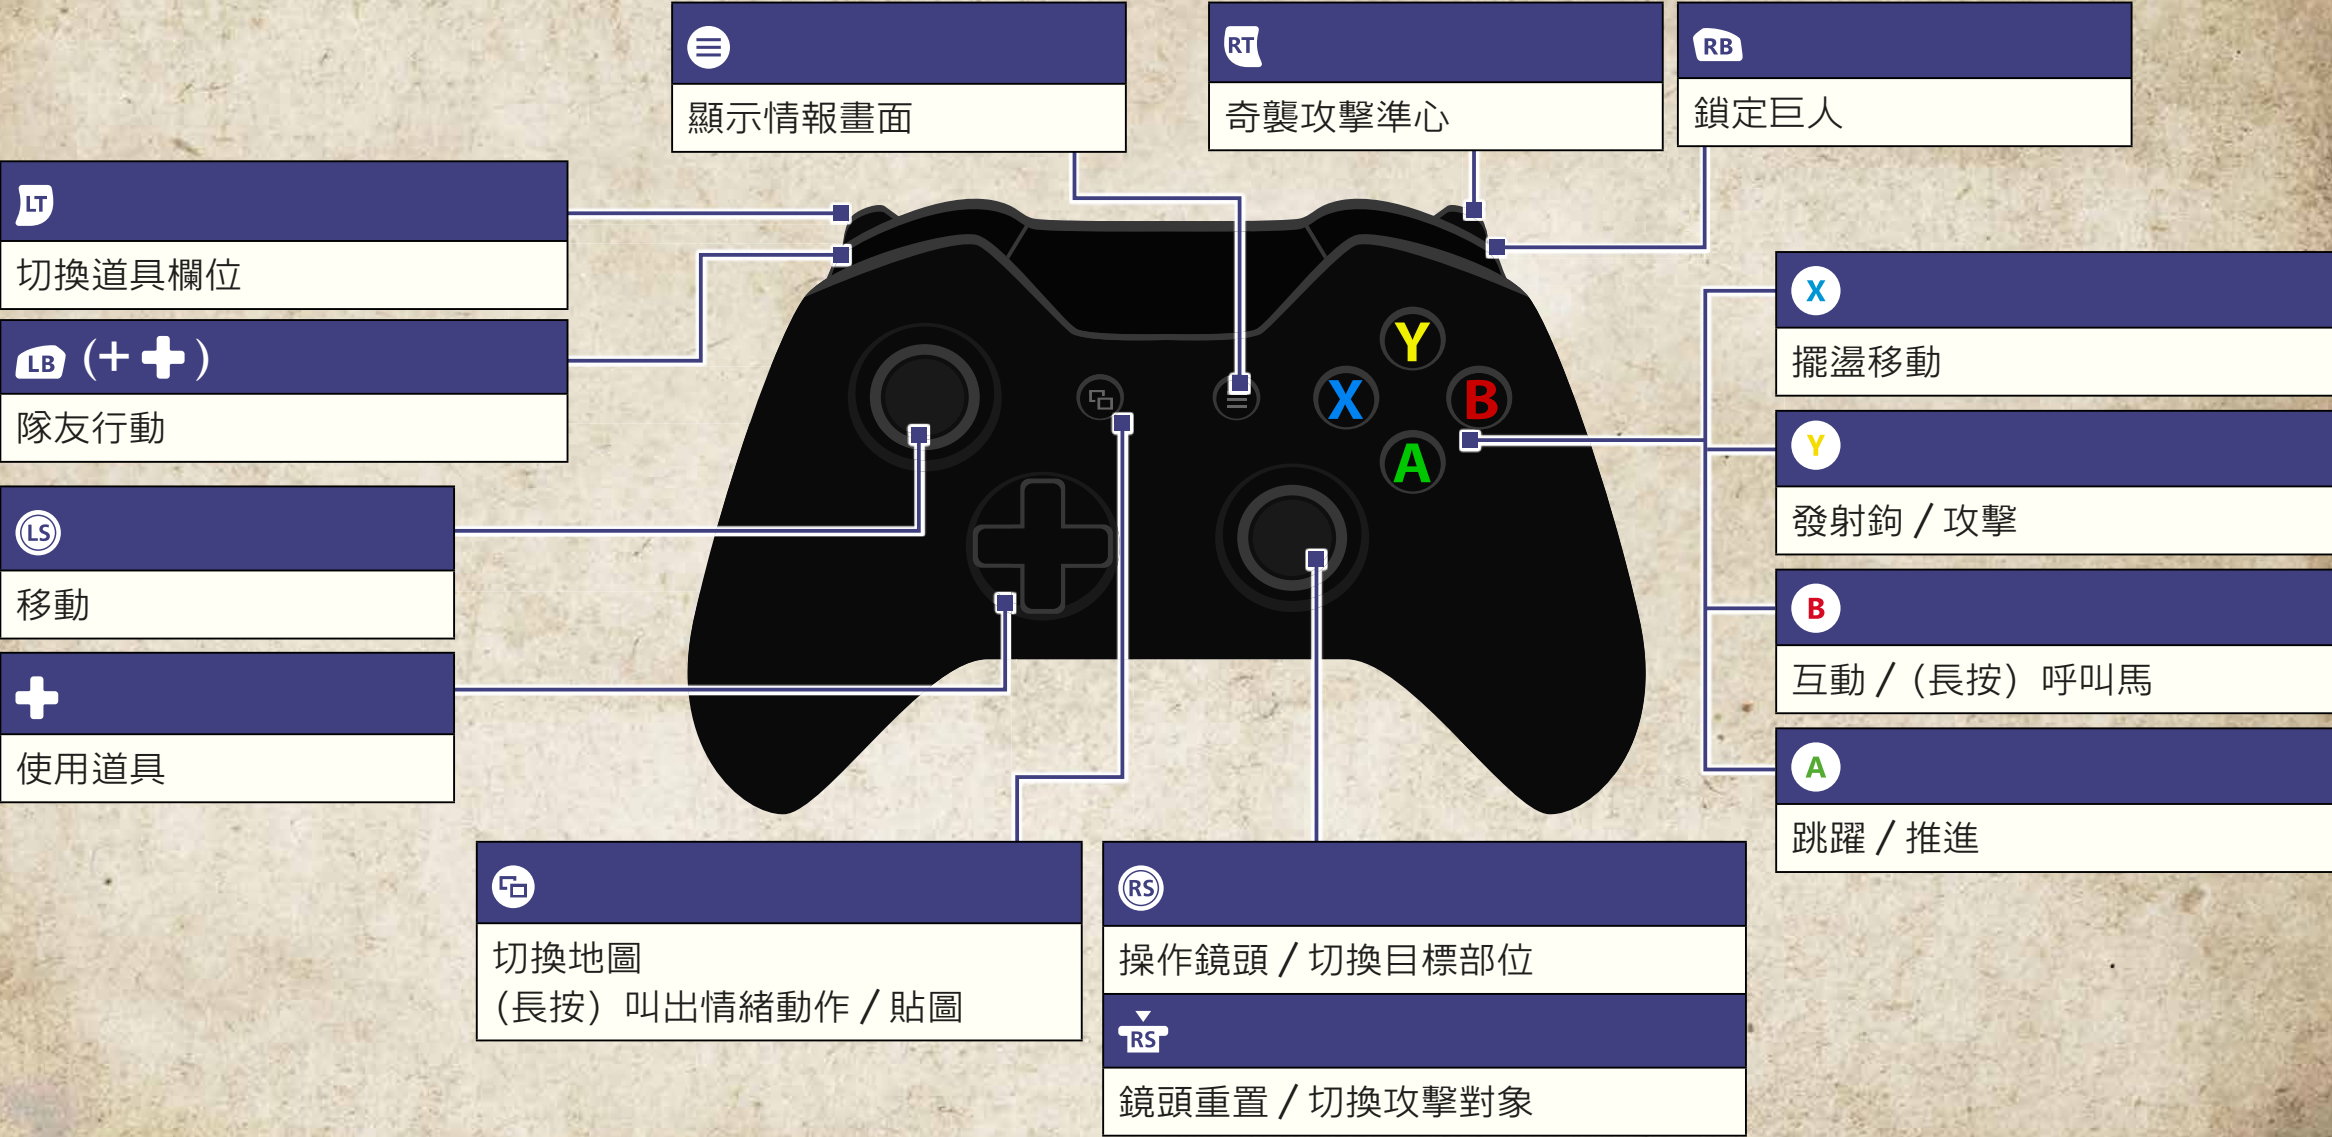 顯示情報畫面
RT
奇襲攻擊準心
RB
鎖定巨人
LT
切換道具欄位
LB (+ )
隊友行動
LS
移動
使用道具
Y
X
B
A
X
擺盪移動
Y
發射鉤 / 攻擊
B
互動 / (長按) 呼叫馬
A
跳躍 / 推進
切換地圖
(長按) 叫出情緒動作 / 貼圖
RS
操作鏡頭 / 切換目標部位
RS
鏡頭重置 / 切換攻擊對象